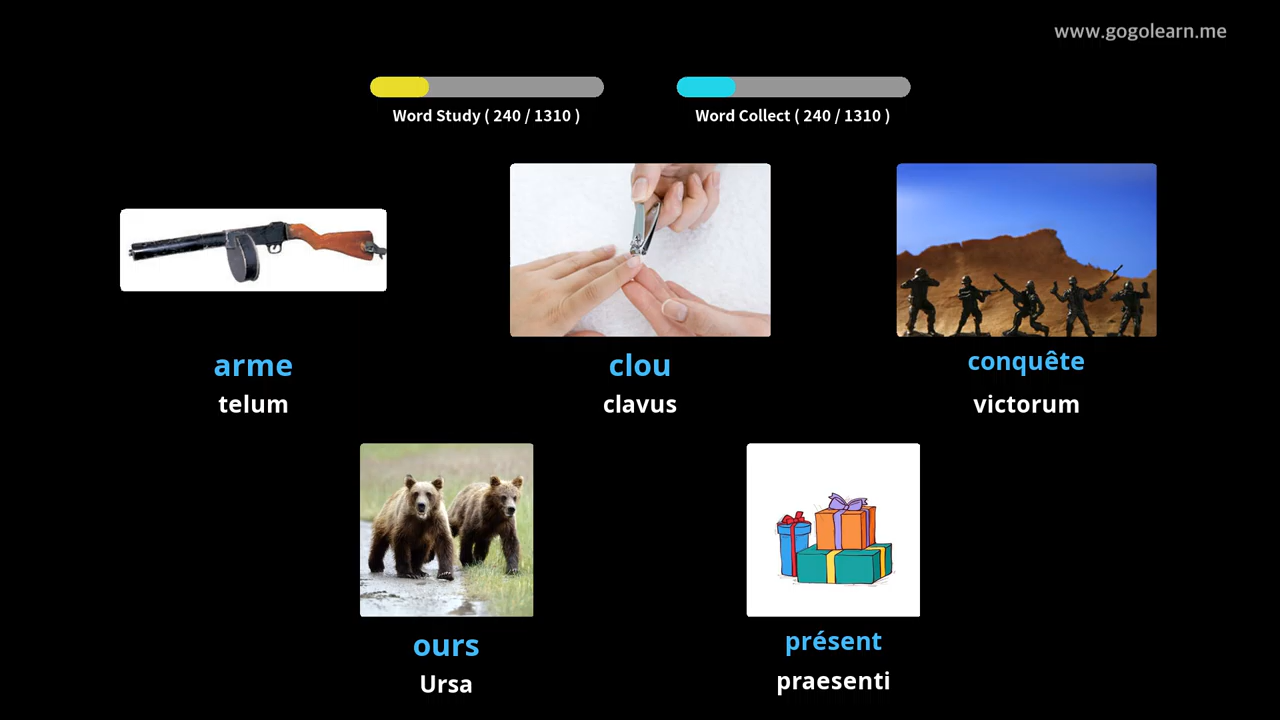 www.gogolearn.me
Word Study ( 240 / 1310 )
Word Collect ( 240 / 1310 )
arme
telum
clou
clavus
conquête
victorum
ours
Ursa
présent
praesenti